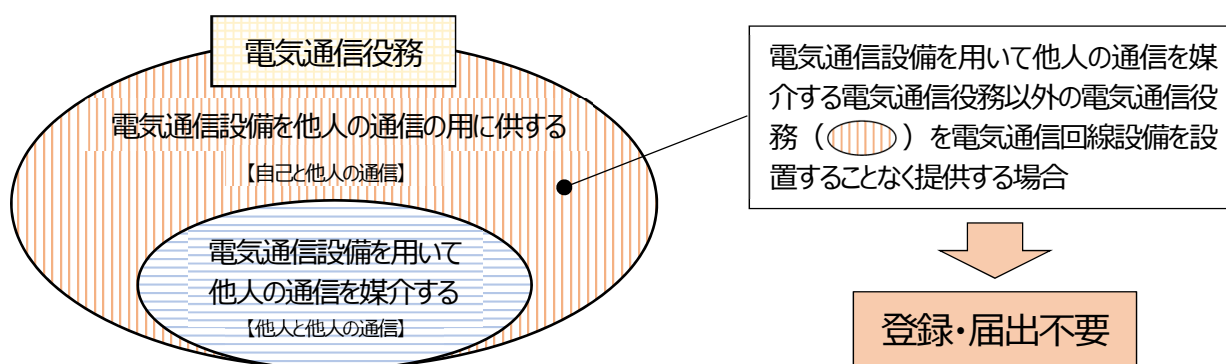 電気通信役務
電気通信設備を他人の通信の用に供する
【自己と他人の通信】
電気通信設備を用いて
他人の通信を媒介する
【他人と他人の通信】
電気通信設備を用いて他人の通信を媒
介する電気通信役務以外の電気通信役
務（　）を電気通信回線設備を設
置することなく提供する場合
登録・届出不要